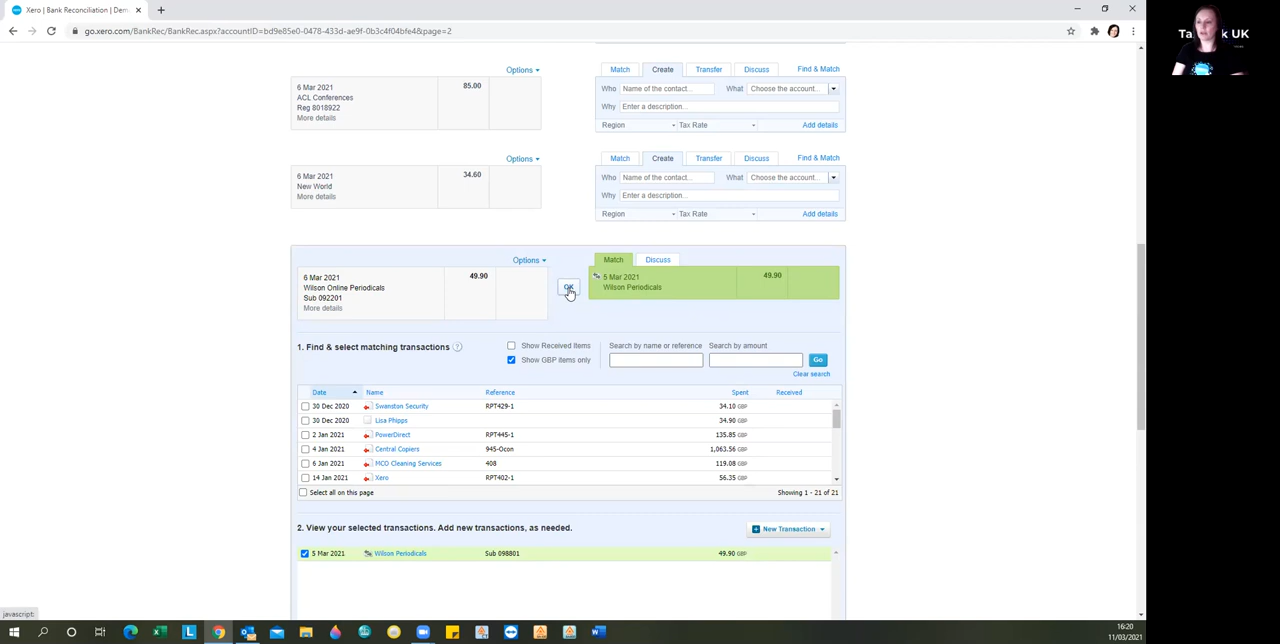 Xero | Bank Reconciliation | Dem
go.xero.com/BankRec/BankRec.aspx?accountID=bd9e85e0-0478-433d-ae9f-0b3c4f04bfe4&page=2
Options
Match Create Transfer Discuss Find & Match
6 Mar 2021 85.00
ACL Conferences
Reg 8018922
More details
Who Name of the contact... What Choose the account...
Why Enter a description...
Region Tax Rate Add details
Options
Match Create Transfer Discuss Find & Match
6 Mar 2021 34.60
New World
More details
Who Name of the contact... What Choose the account...
Why Enter a description...
Region Tax Rate Add details
Options
Match Discuss
6 Mar 2021 49.90
Wilson Online Periodicals
Sub 092201
More details
OK
5 Mar 2021 49.90
Wilson Periodicals
1. Find & select matching transactions ?
Show Received Items Search by name or reference Search by amount
Show GBP items only Go
Clear search
Date Name Reference Spent Received
30 Dec 2020 Swanston Security RPT429-1 34.10 GBP
30 Dec 2020 Lisa Phipps 34.90 GBP
2 Jan 2021 PowerDirect RPT445-1 135.85 GBP
4 Jan 2021 Central Copiers 945-Ocon 1,063.56 GBP
6 Jan 2021 MCO Cleaning Services 408 119.08 GBP
14 Jan 2021 Xero RPT402-1 56.35 GBP
Select all on this page Showing 1 - 21 of 21
2. View your selected transactions. Add new transactions, as needed.
New Transaction
5 Mar 2021 Wilson Periodicals Sub 098801 49.90 GBP
javascript:
16:20
11/03/2021
UK